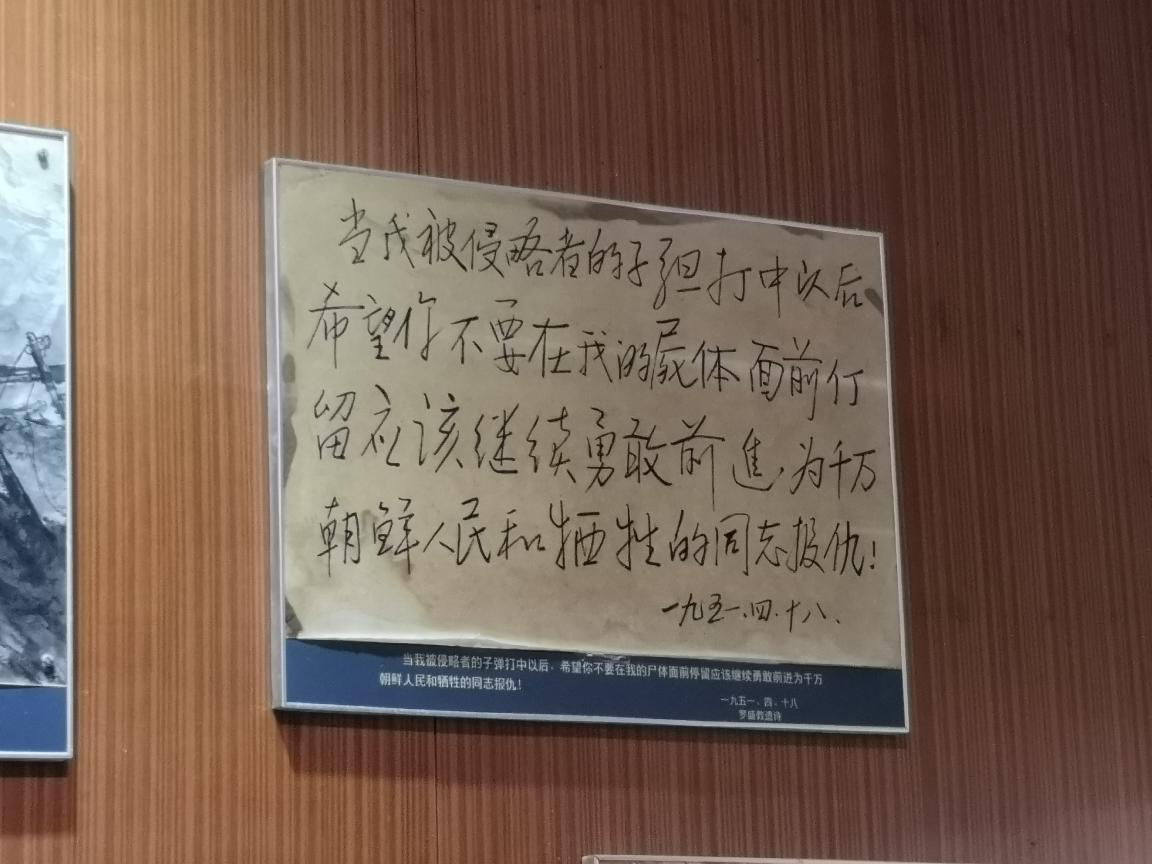 当我被侵略者的子弹打中以后
希望你不要在我的屍体面前仃
留应该继续勇敢前進，为千万
朝鲜人民和牺牲的同志报仇！
一九五一.四.十八.
当我被侵略者的子弹打中以后，希望你不要在我的尸体面前停留应该继续勇敢前进为千万
朝鲜人民和牺牲的同志报仇！
一九五一、四、十八
罗盛教遗诗